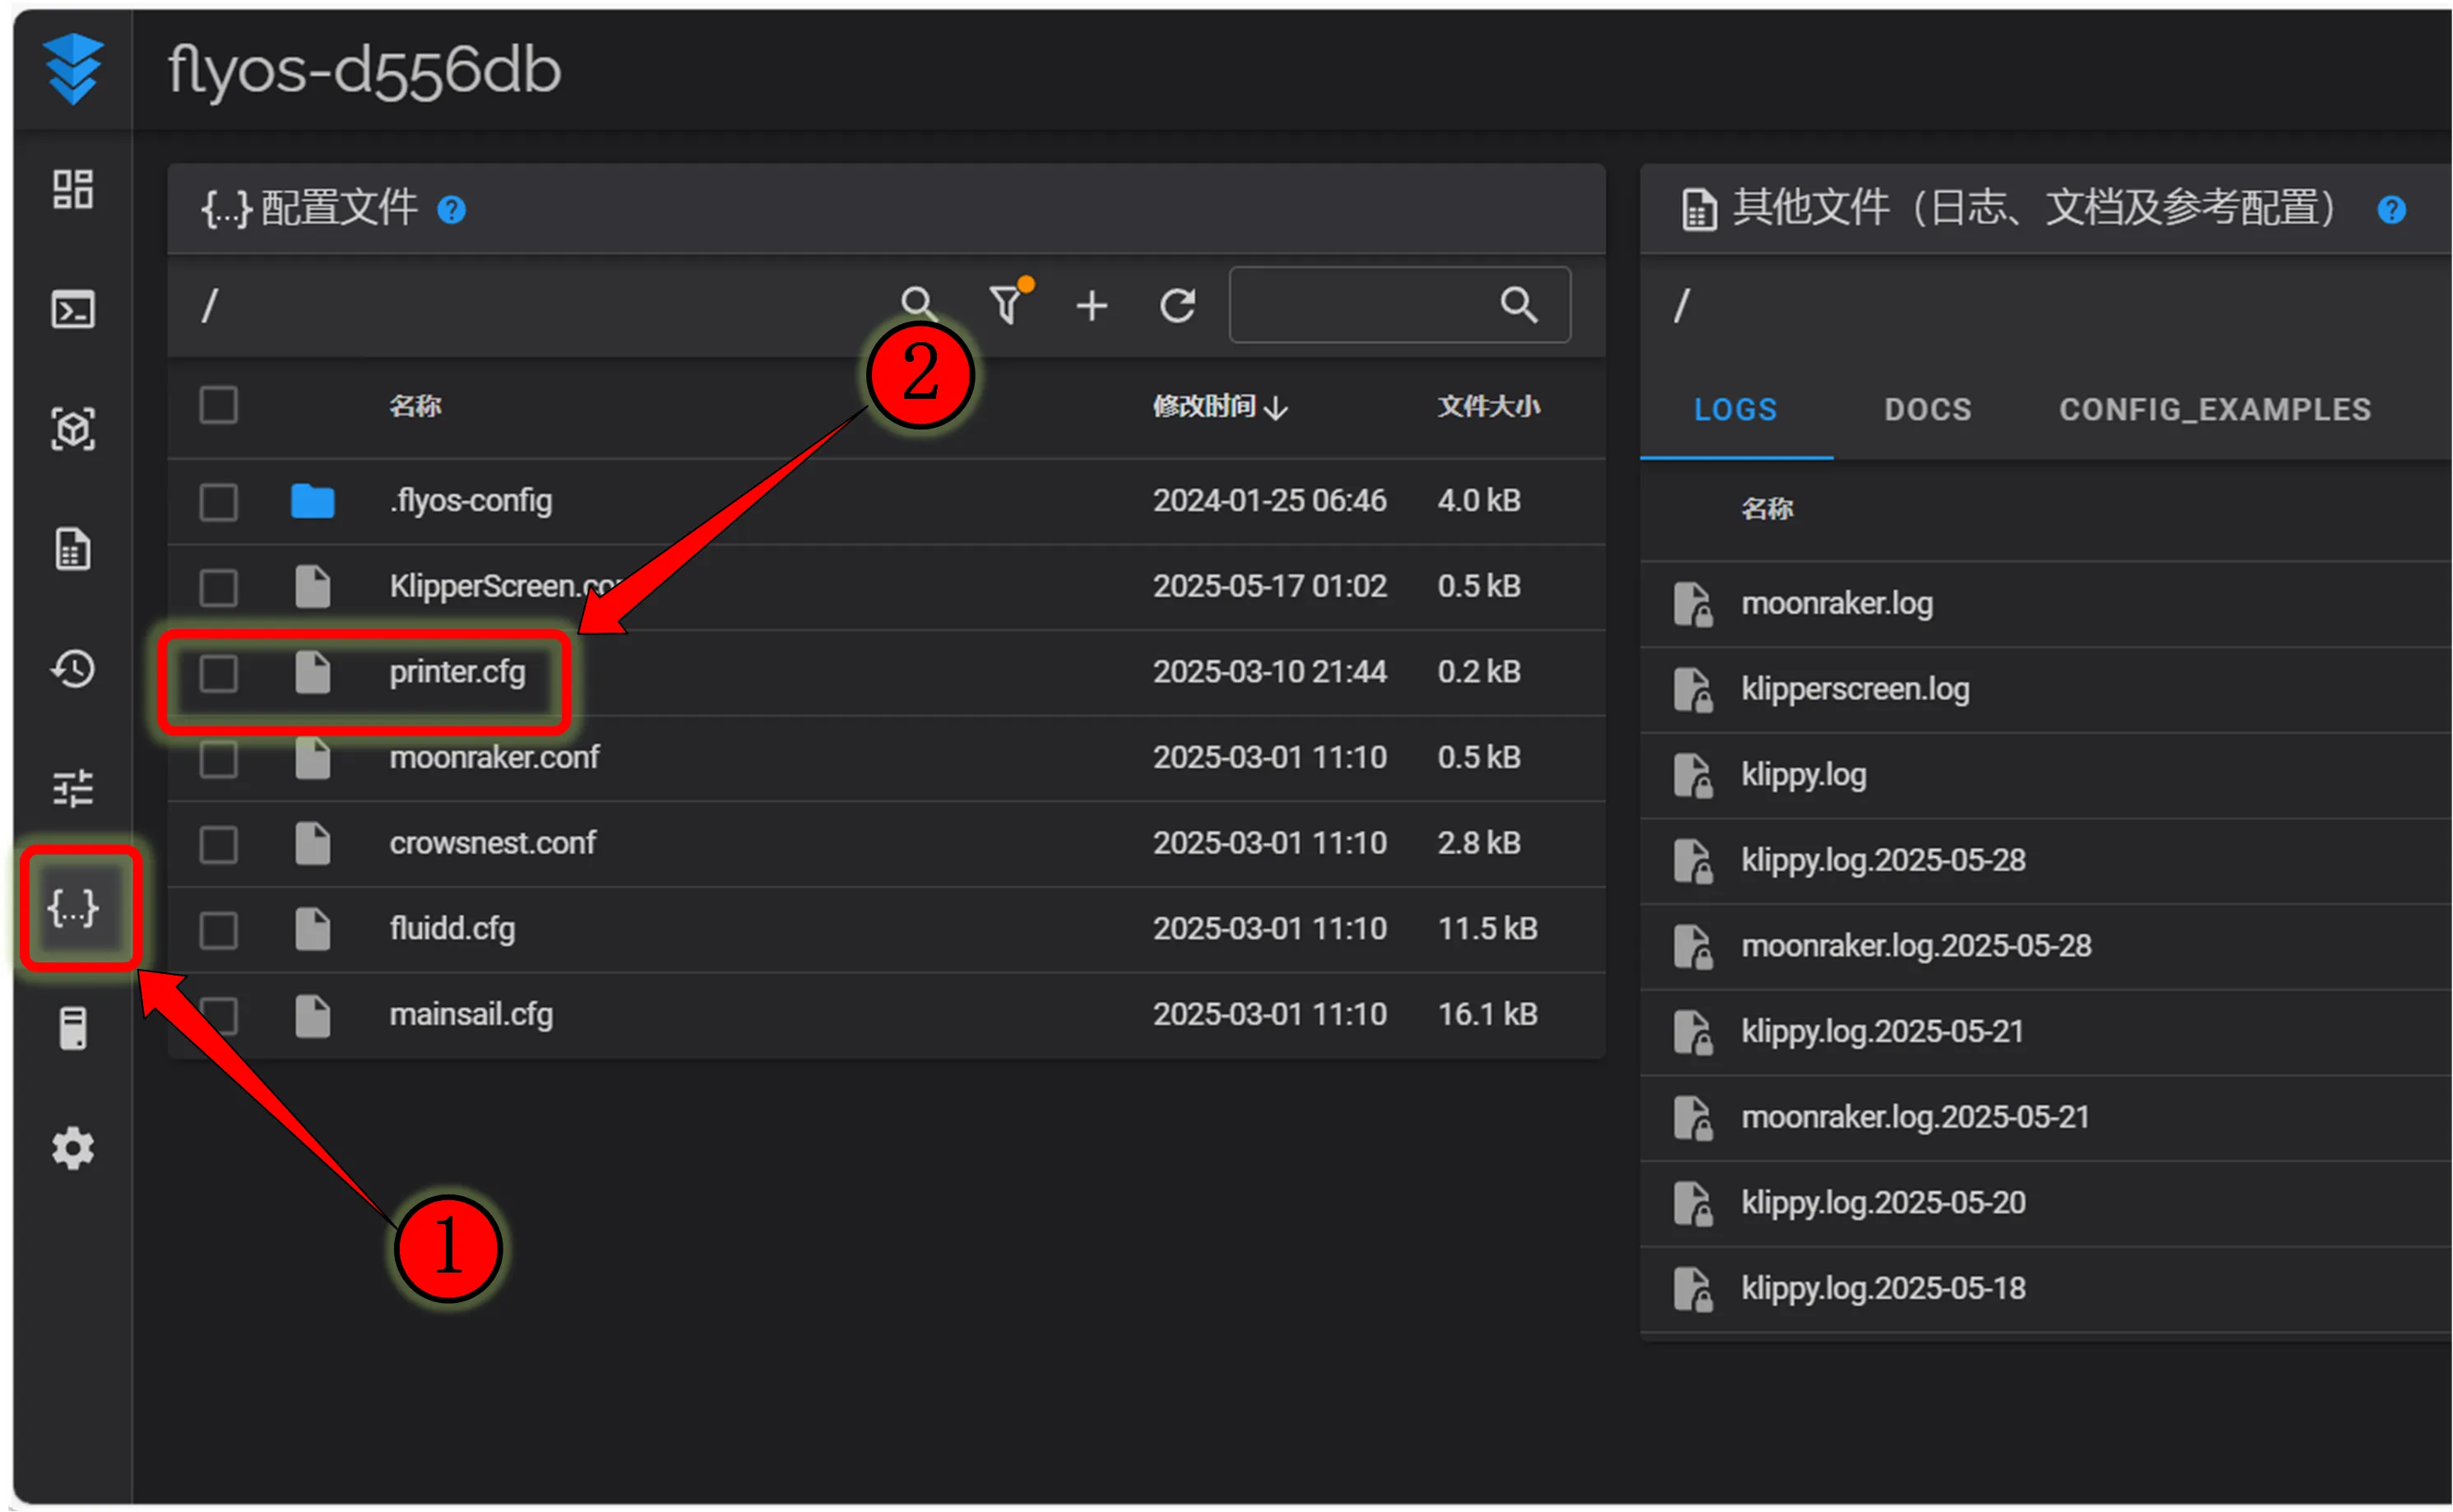 flyos-d556db
{...} 配置文件 ?
/
名称 修改时间 文件大小
.flyos-config 2024-01-25 06:46 4.0 kB
KlipperScreen.con 2025-05-17 01:02 0.5 kB
printer.cfg 2025-03-10 21:44 0.2 kB
moonraker.conf 2025-03-01 11:10 0.5 kB
crowsnest.conf 2025-03-01 11:10 2.8 kB
fluidd.cfg 2025-03-01 11:10 11.5 kB
mainsail.cfg 2025-03-01 11:10 16.1 kB
{...}
2
1
其他文件（日志、文档及参考配置） ?
/
LOGS DOCS CONFIG_EXAMPLES
名称
moonraker.log
klipperscreen.log
klippy.log
klippy.log.2025-05-28
moonraker.log.2025-05-28
klippy.log.2025-05-21
moonraker.log.2025-05-21
klippy.log.2025-05-20
klippy.log.2025-05-18